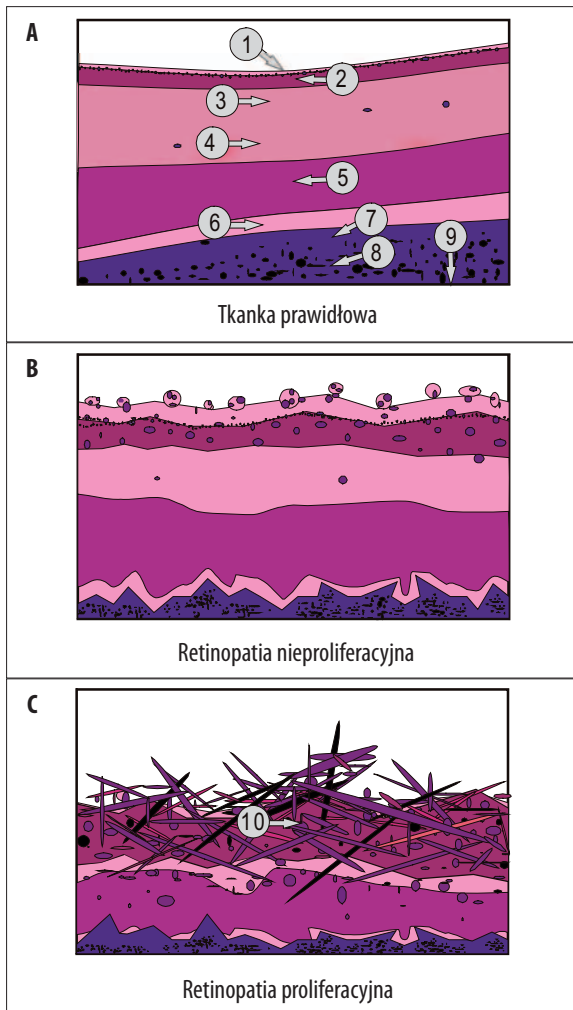 A
1
2
3
4
5
6
7
8
9
Tkanka prawidłowa
B
Retinopatia nieproliferacyjna
C
10
Retinopatia proliferacyjna